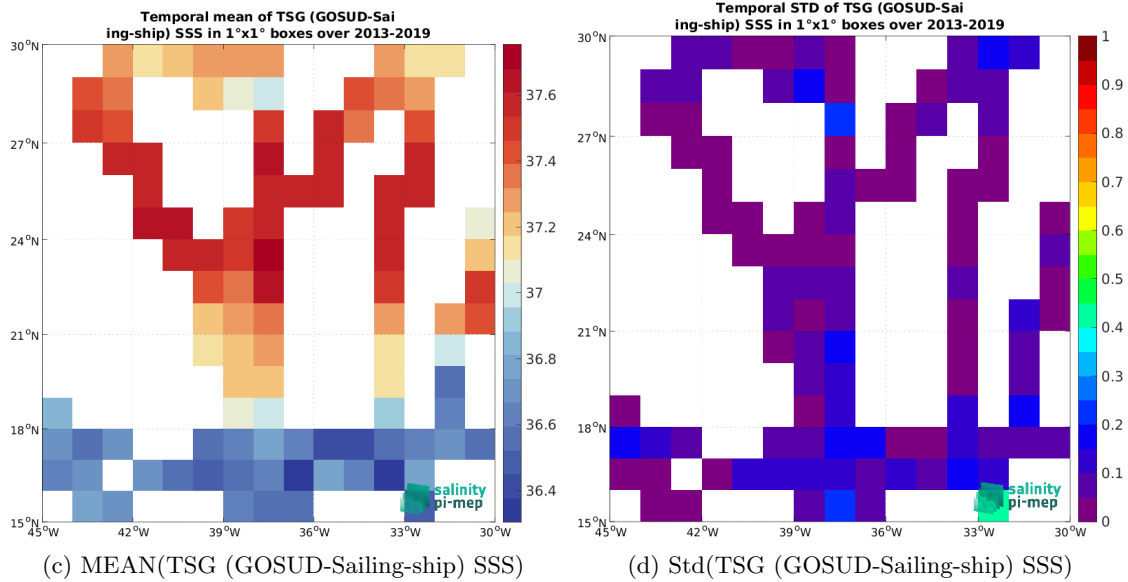 Temporal mean of TSG (GOSUD-Sai
ing-ship) SSS in 1°x1° boxes over 2013-2019
30°N
27°N
24°N
21°N
18°N
15°N
45°W
42°W
39°W
36°W
33°W
30°W
37.6
37.4
37.2
37
36.8
36.6
36.4
salinity
pi-mep
(c) MEAN(TSG (GOSUD-Sailing-ship) SSS)
Temporal STD of TSG (GOSUD-Sai
ing-ship) SSS in 1°x1° boxes over 2013-2019
30°N
27°N
24°N
21°N
18°N
15°N
45°W
42°W
39°W
36°W
33°W
30°W
1
0.9
0.8
0.7
0.6
0.5
0.4
0.3
0.2
0.1
0
salinity
pi-mep
(d) Std(TSG (GOSUD-Sailing-ship) SSS)